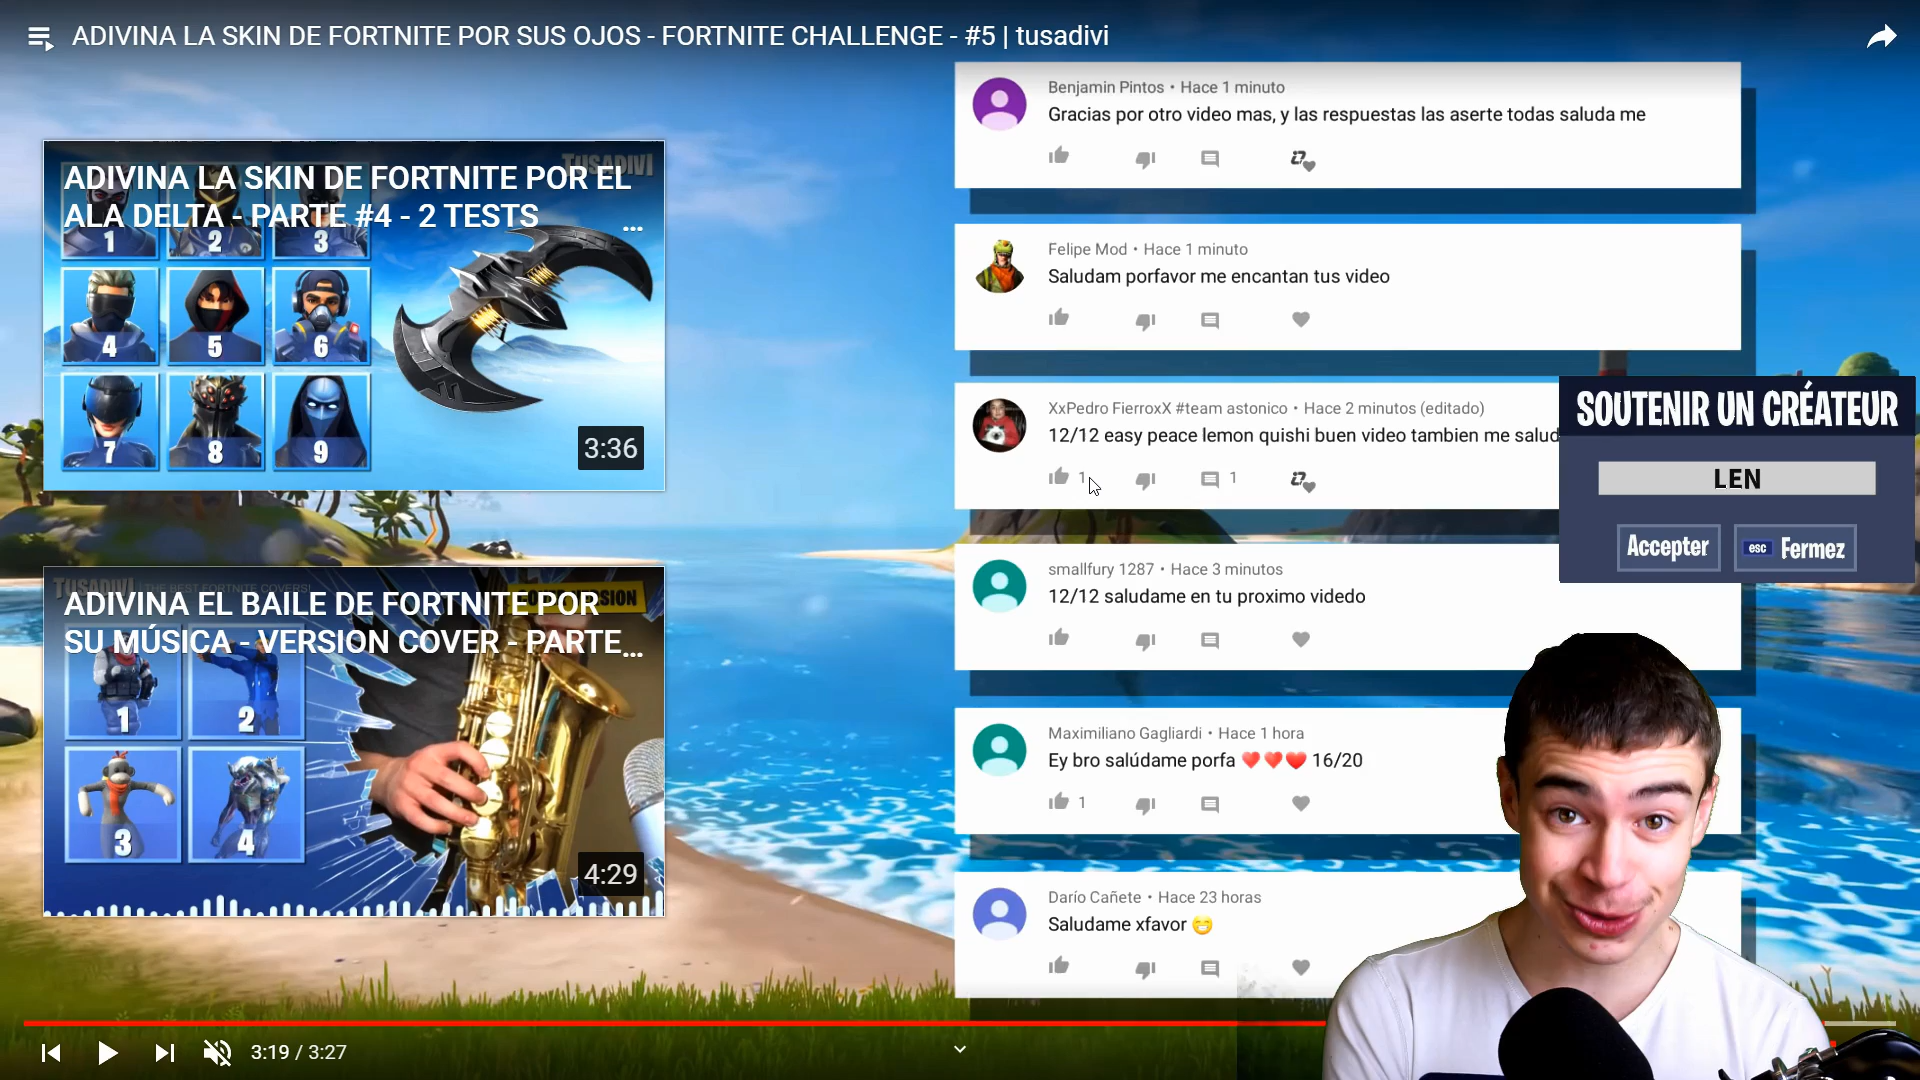 ADIVINA LA SKIN DE FORTNITE POR SUS OJOS - FORTNITE CHALLENGE - #5 | tusadivi
TUSADIVI
ADIVINA LA SKIN DE FORTNITE POR EL
ALA DELTA - PARTE #4 - 2 TESTS ...
1 2 3
4 5 6
7 8 9
3:36
TUSADIVI | THE BEST FORTNITE COVERS!
ADIVINA EL BAILE DE FORTNITE POR
SU MÚSICA - VERSION COVER - PARTE...
1 2
3 4
4:29
Benjamin Pintos • Hace 1 minuto
Gracias por otro video mas, y las respuestas las aserte todas saluda me
Felipe Mod • Hace 1 minuto
Saludam porfavor me encantan tus video
XxPedro FierroxX #team astonico • Hace 2 minutos (editado)
12/12 easy peace lemon quishi buen video tambien me salud
1 1
smallfury 1287 • Hace 3 minutos
12/12 saludame en tu proximo videdo
Maximiliano Gagliardi • Hace 1 hora
Ey bro salúdame porfa ❤️❤️❤️ 16/20
1
Darío Cañete • Hace 23 horas
Saludame xfavor 😁
SOUTENIR UN CRÉATEUR
LEN
Accepter
esc Fermez
3:19 / 3:27